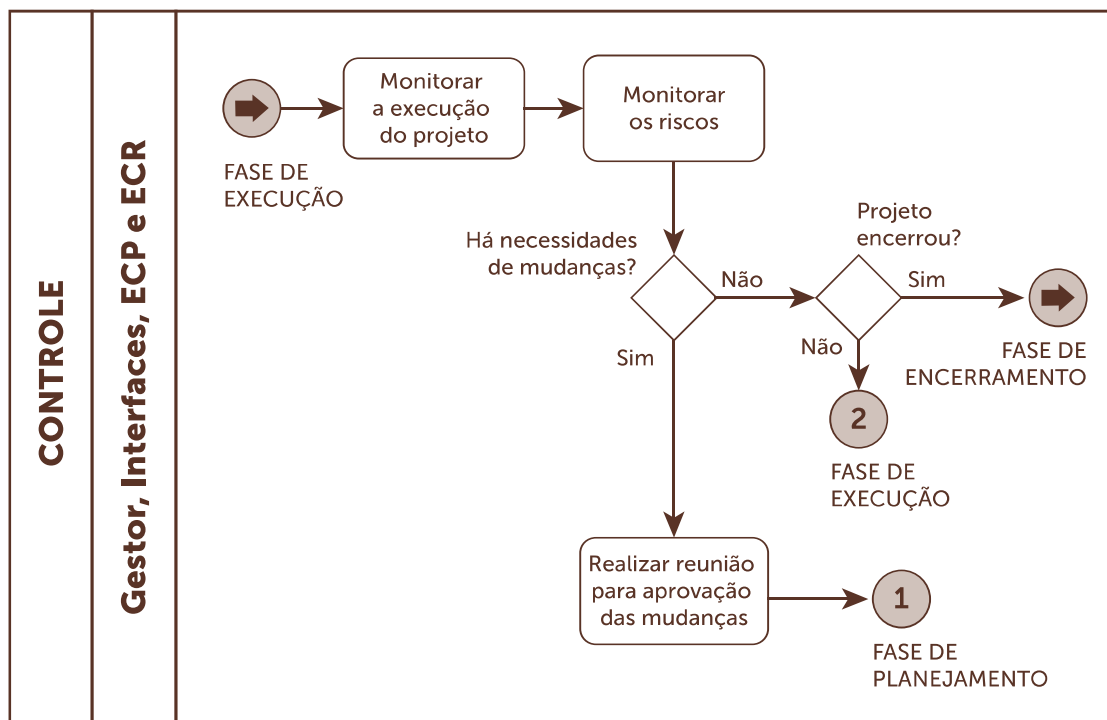 CONTROLE
Gestor, Interfaces, ECP e ECR
FASE DE
EXECUÇÃO
Monitorar
a execução
do projeto
Monitorar
os riscos
Há necessidades
de mudanças?
Não
Sim
Projeto
encerrou?
Sim
Não
FASE DE
ENCERRAMENTO
2
FASE DE
EXECUÇÃO
Realizar reunião
para aprovação
das mudanças
1
FASE DE
PLANEJAMENTO